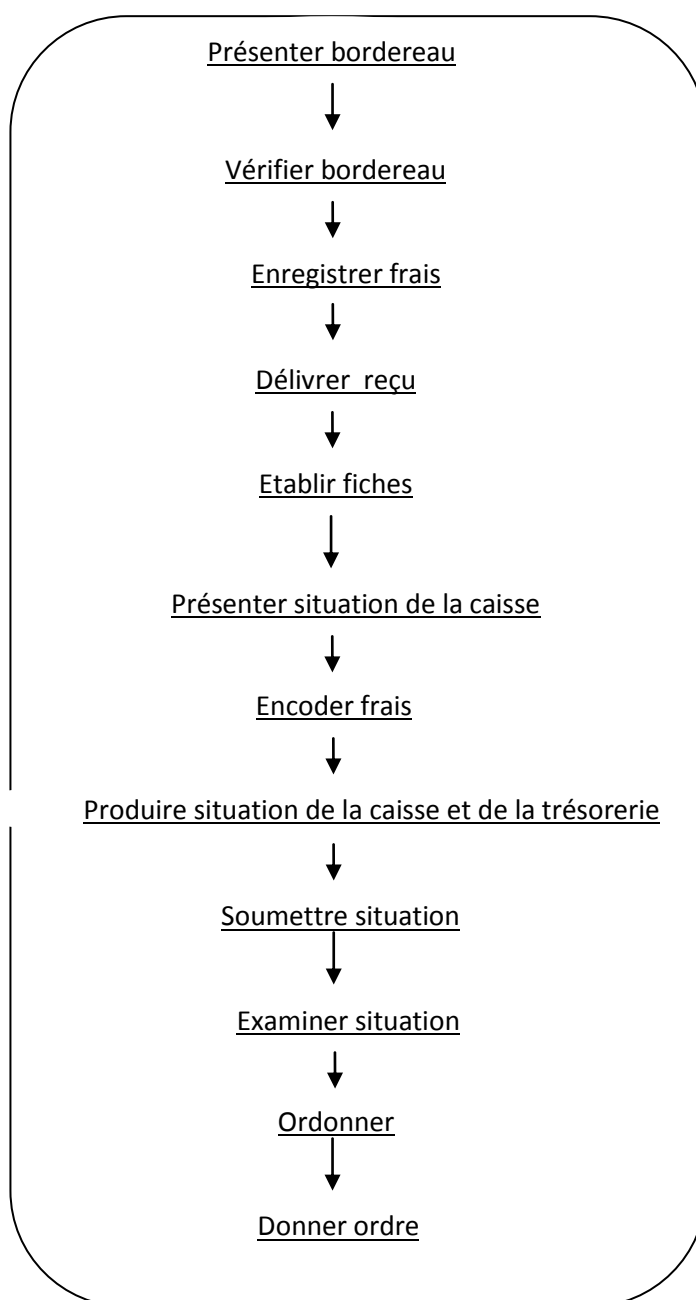 Présenter bordereau
Vérifier bordereau
Enregistrer frais
Délivrer  reçu
Etablir fiches
Présenter situation de la caisse
Encoder frais
Produire situation de la caisse et de la trésorerie
Soumettre situation
Examiner situation
Ordonner
Donner ordre